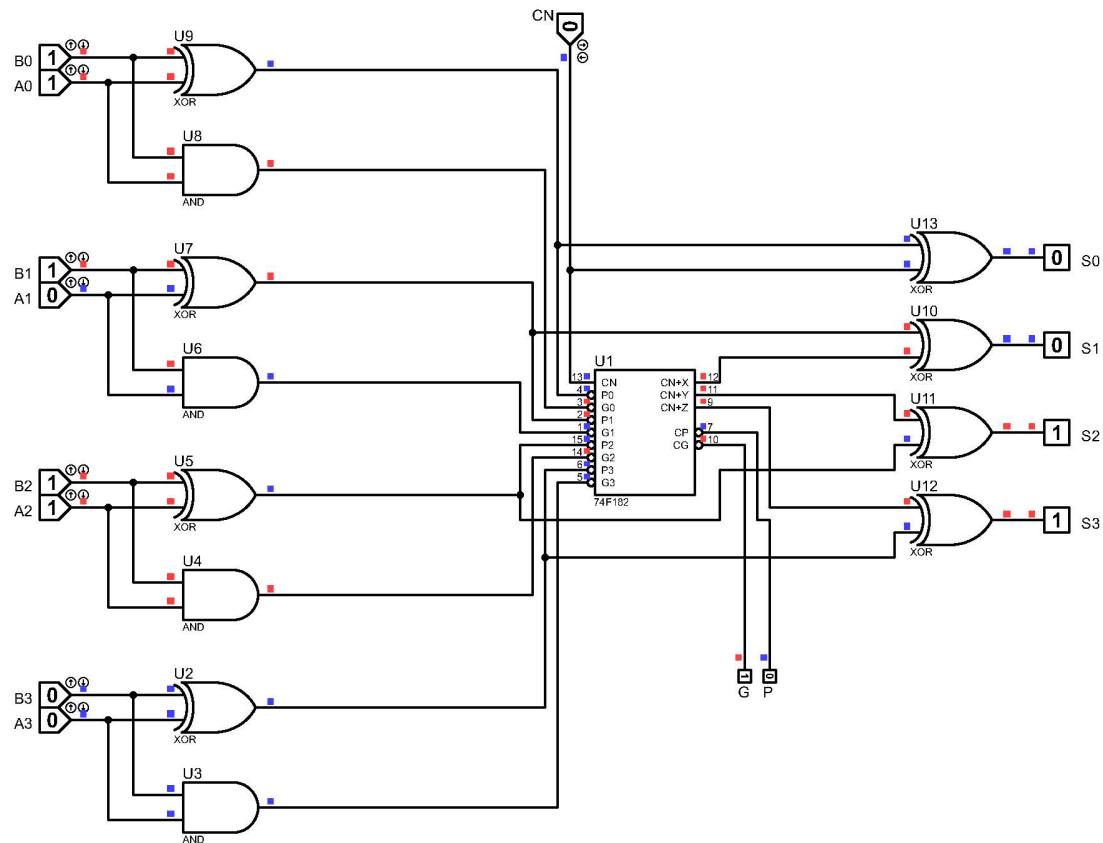 CN
0
B0 1
A0 1
U9
XOR
U8
AND
B1 1
A1 0
U7
XOR
U6
AND
B2 1
A2 1
U5
XOR
U4
AND
B3 0
A3 0
U2
XOR
U3
AND
U1
13 CN CN+X 12
4 P0 CN+Y 11
3 G0 CN+Z 9
2 P1
1 G1 CP 7
15 P2 CG 10
14 G2
6 P3
5 G3
74F182
U13
XOR
0 S0
U10
XOR
0 S1
U11
XOR
1 S2
U12
XOR
1 S3
1 0
G P